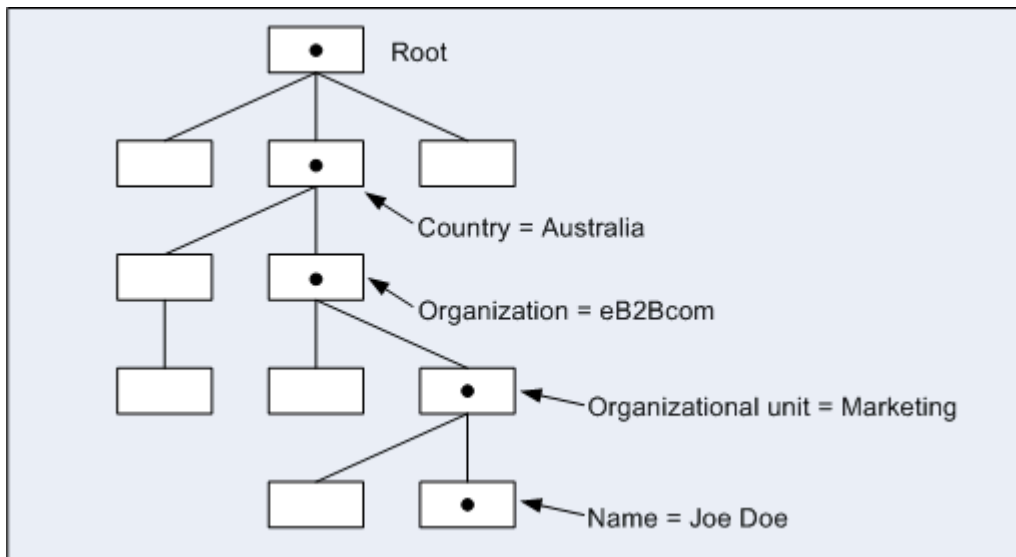 Root
Country = Australia
Organization = eB2Bcom
Organizational unit = Marketing
Name = Joe Doe